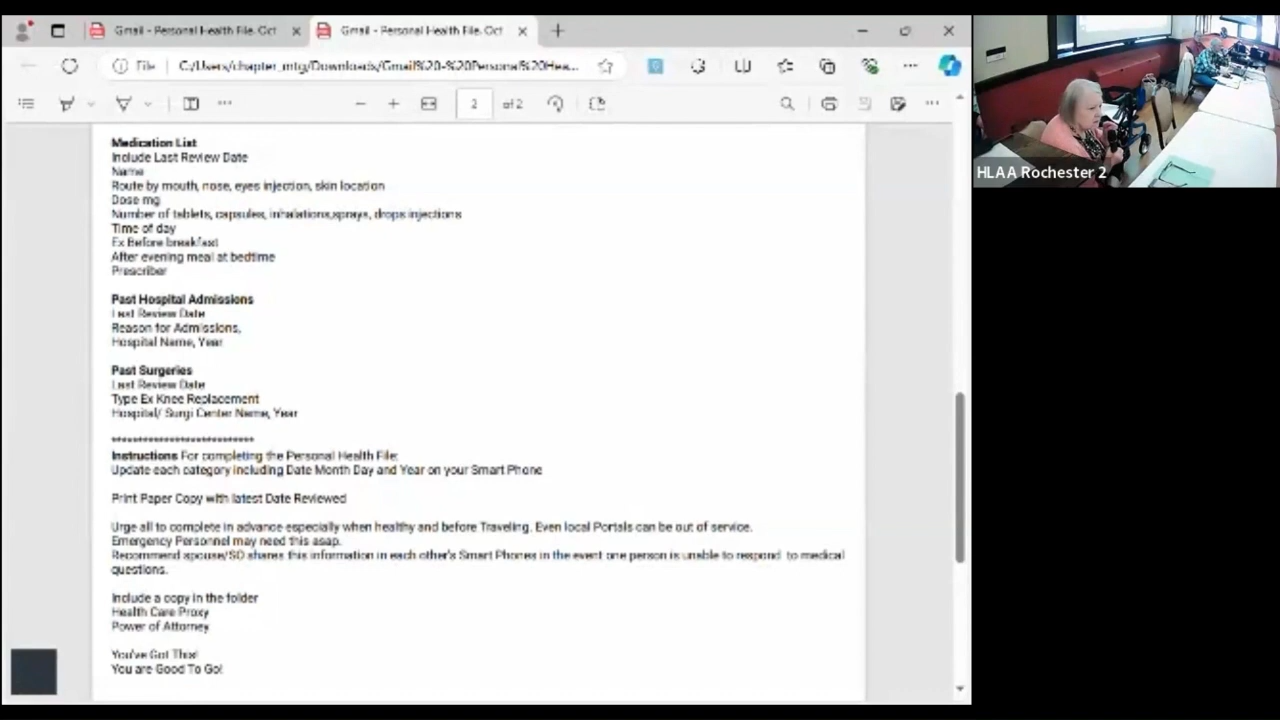 Gmail - Personal Health File. Oct
Gmail - Personal Health File. Oct
File
C:/Users/chapter_mtg/Downloads/Gmail%20-%20Personal%20Hea...
2 of 2
Medication List
Include Last Review Date
Name
Route by mouth, nose, eyes injection, skin location
Dose mg
Number of tablets, capsules, inhalations,sprays, drops injections
Time of day
Ex Before breakfast
After evening meal at bedtime
Prescriber
Past Hospital Admissions
Last Review Date
Reason for Admissions,
Hospital Name, Year
Past Surgeries
Last Review Date
Type Ex Knee Replacement
Hospital/ Surgi Center Name, Year
***************************
Instructions For completing the Personal Health File:
Update each category including Date Month Day and Year on your Smart Phone
Print Paper Copy with latest Date Reviewed
Urge all to complete in advance especially when healthy and before Traveling. Even local Portals can be out of service.
Emergency Personnel may need this asap.
Recommend spouse/SO shares this information in each other's Smart Phones in the event one person is unable to respond to medical
questions.
Include a copy in the folder
Health Care Proxy
Power of Attorney
You've Got This!
You are Good To Go!
HLAA Rochester 2